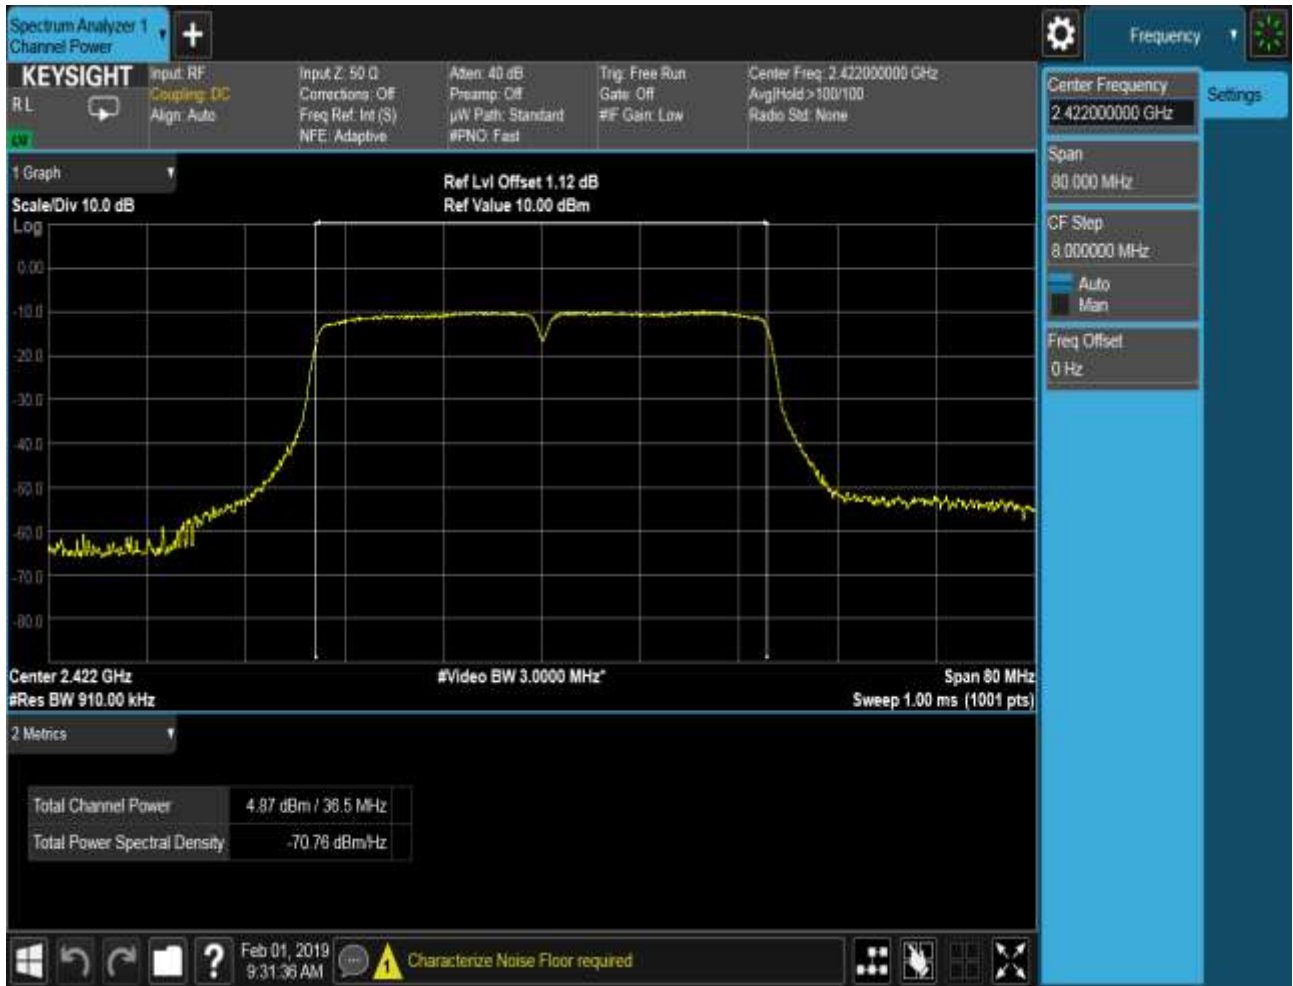 Spectrum Analyzer 1
Channel Power
Frequency
KEYSIGHT
Input: RF
Coupling: DC
Align: Auto
Input Z: 50 Ω
Corrections: Off
Freq Ref: Int (S)
NFE: Adaptive
Atten: 40 dB
Preamp: Off
µW Path: Standard
#PNO: Fast
Trig: Free Run
Gate: Off
#IF Gain: Low
Center Freq: 2.422000000 GHz
Avg|Hold:>100/100
Radio Std: None
R L
Center Frequency
2.422000000 GHz
Settings
Span
80.000 MHz
CF Step
8.000000 MHz
Auto
Man
Freq Offset
0 Hz
1 Graph
Scale/Div 10.0 dB
Ref Lvl Offset 1.12 dB
Ref Value 10.00 dBm
Log
0.00
-10.0
-20.0
-30.0
-40.0
-50.0
-60.0
-70.0
-80.0
Center 2.422 GHz
#Video BW 3.0000 MHz*
Span 80 MHz
#Res BW 910.00 kHz
Sweep 1.00 ms (1001 pts)
2 Metrics
Total Channel Power 4.87 dBm / 36.5 MHz
Total Power Spectral Density -70.76 dBm/Hz
?
Feb 01, 2019
9:31:36 AM
1
Characterize Noise Floor required